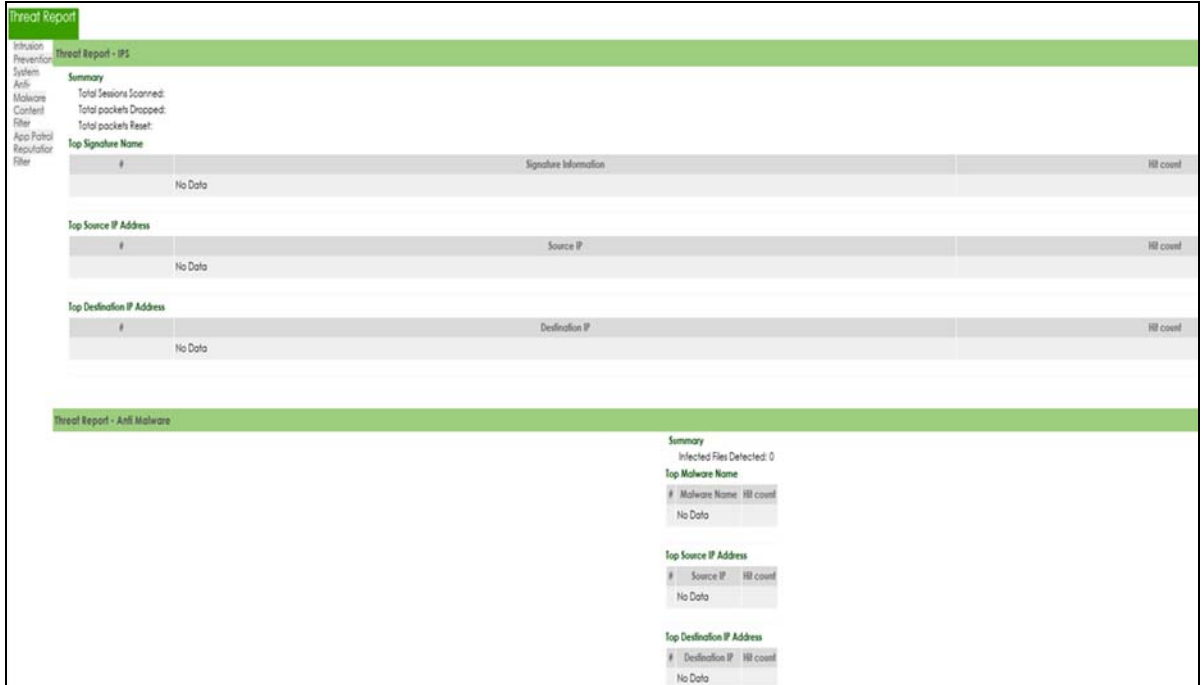 Threat Report
Intrusion
Prevention
System
Anti-
Malware
Content
Filter
App Patrol
Reputation
Filter
Threat Report - IPS
Summary
Total Sessions Scanned:
Total packets Dropped:
Total packets Reset:
Top Signature Name
# Signature Information Hit count
No Data
Top Source IP Address
# Source IP Hit count
No Data
Top Destination IP Address
# Destination IP Hit count
No Data
Threat Report - Anti Malware
Summary
Infected Files Detected: 0
Top Malware Name
# Malware Name Hit count
No Data
Top Source IP Address
# Source IP Hit count
No Data
Top Destination IP Address
# Destination IP Hit count
No Data